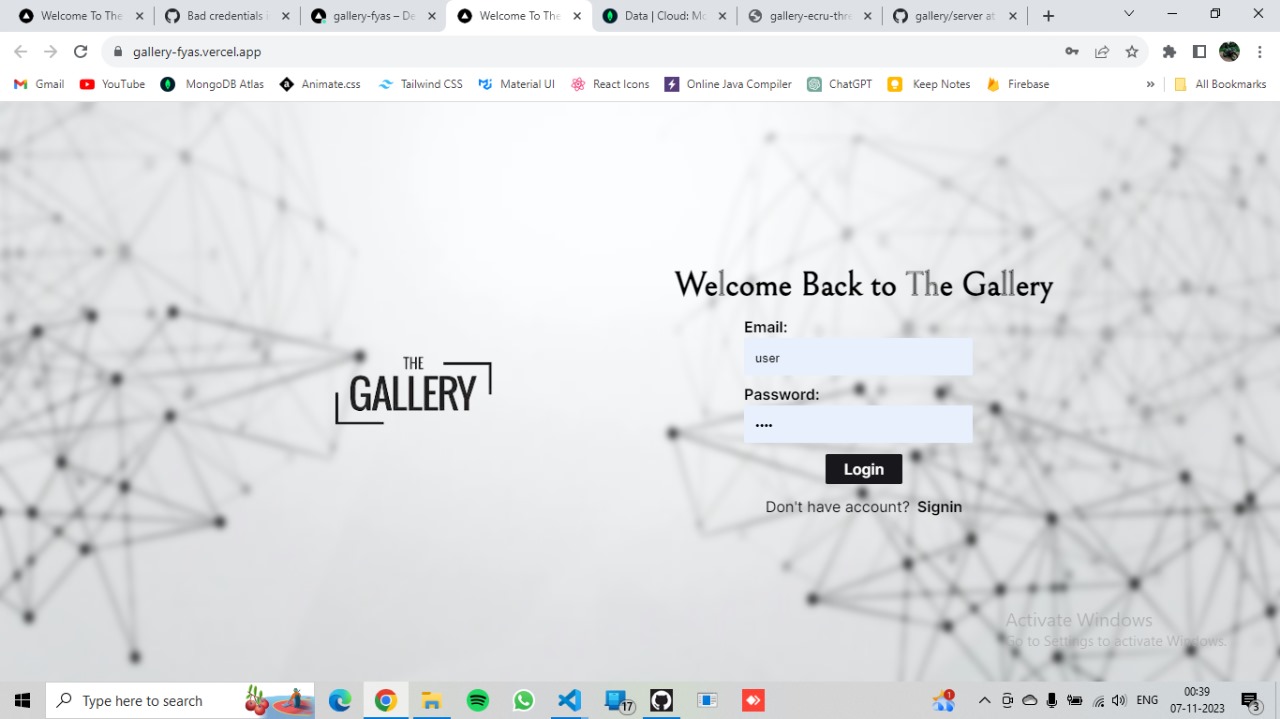 Welcome To The
Bad credentials i
gallery-fyas – De
Welcome To The
Data | Cloud: Mo
gallery-ecru-thre
gallery/server at
gallery-fyas.vercel.app
Gmail
YouTube
MongoDB Atlas
Animate.css
Tailwind CSS
Material UI
React Icons
Online Java Compiler
ChatGPT
Keep Notes
Firebase
»
All Bookmarks
Welcome Back to The Gallery
Email:
user
THE
GALLERY
Password:
••••
Login
Don't have account? Signin
Activate Windows
Go to Settings to activate Windows.
Type here to search
17
1
ENG
00:39
07-11-2023
3